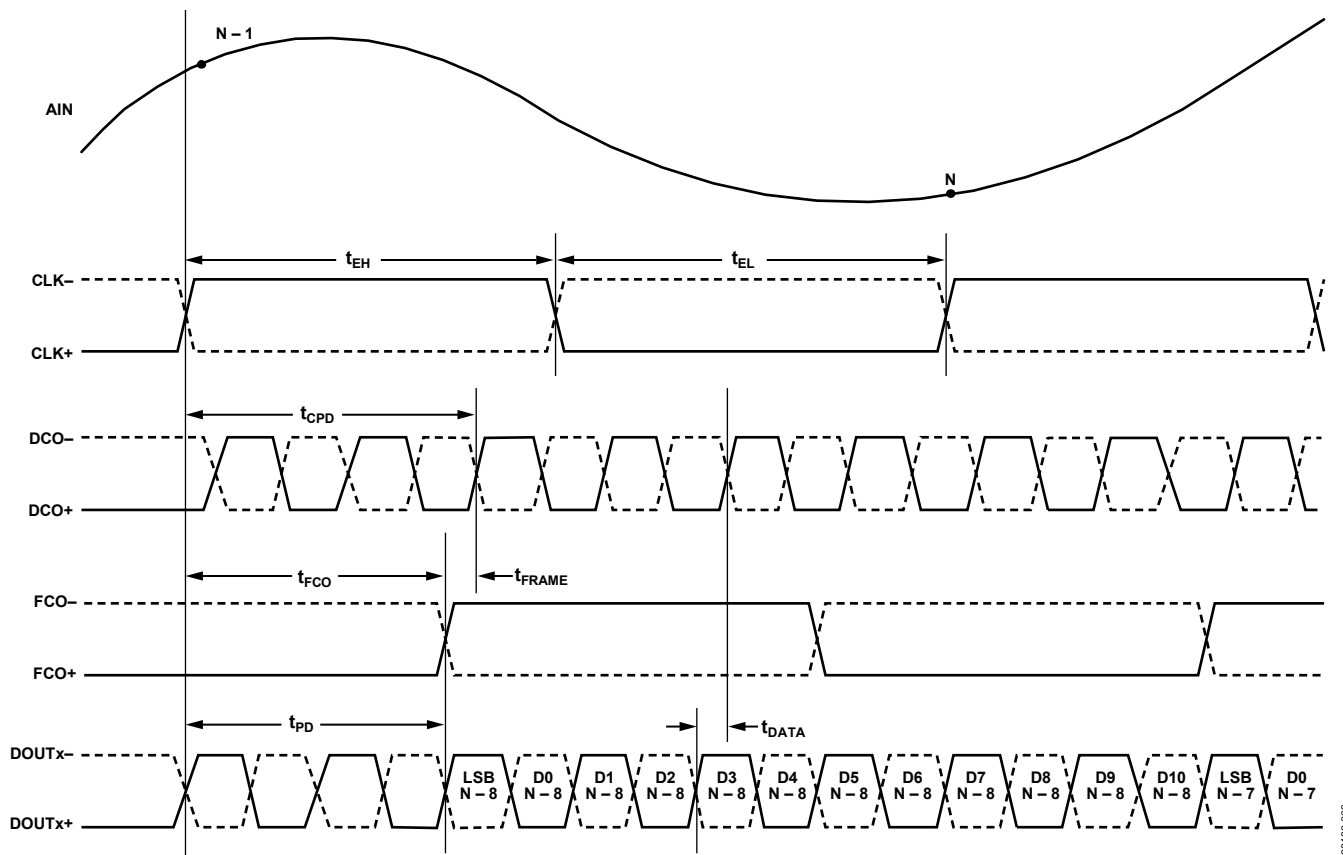 N – 1
AIN
N
tEH
tEL
CLK–
CLK+
tCPD
DCO–
DCO+
tFCO
tFRAME
FCO–
FCO+
tPD
tDATA
DOUTx–
DOUTx+
LSB N – 8
D0 N – 8
D1 N – 8
D2 N – 8
D3 N – 8
D4 N – 8
D5 N – 8
D6 N – 8
D7 N – 8
D8 N – 8
D9 N – 8
D10 N – 8
LSB N – 7
D0 N – 7